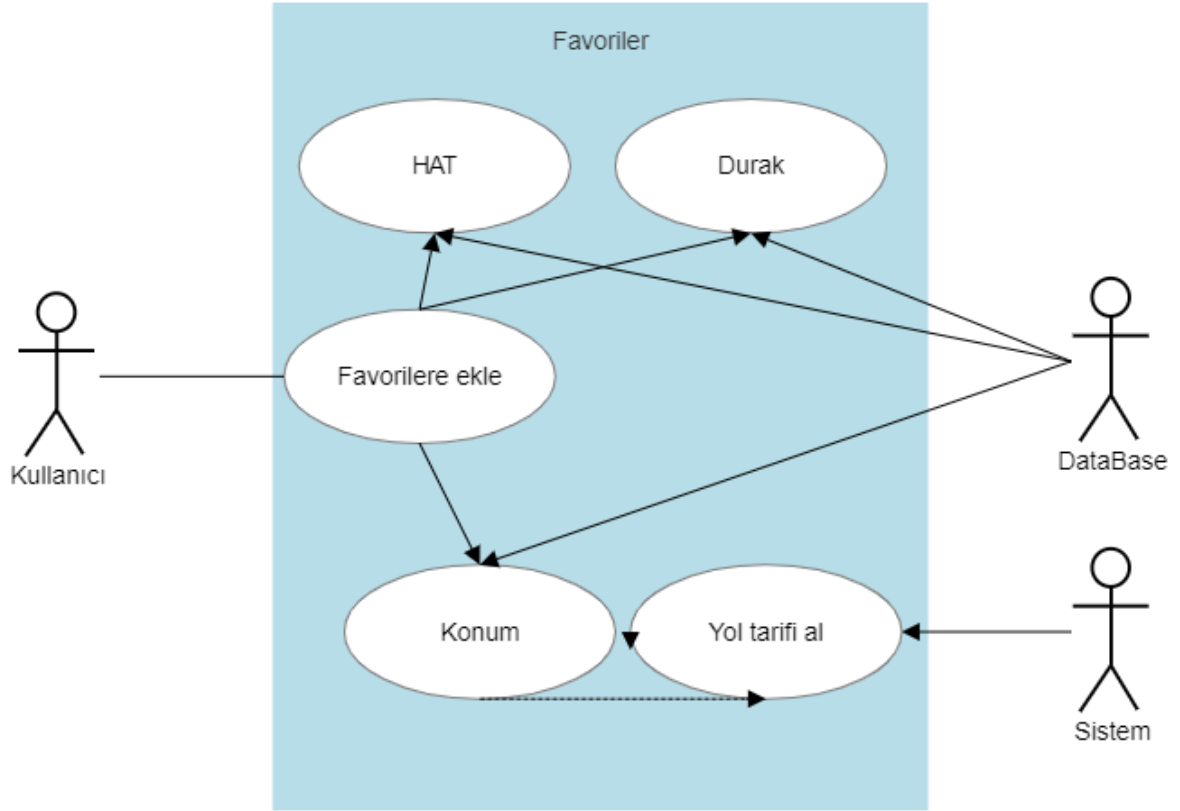 Favoriler
HAT
Durak
Favorilere ekle
Kullanıcı
DataBase
Konum
Yol tarifi al
Sistem